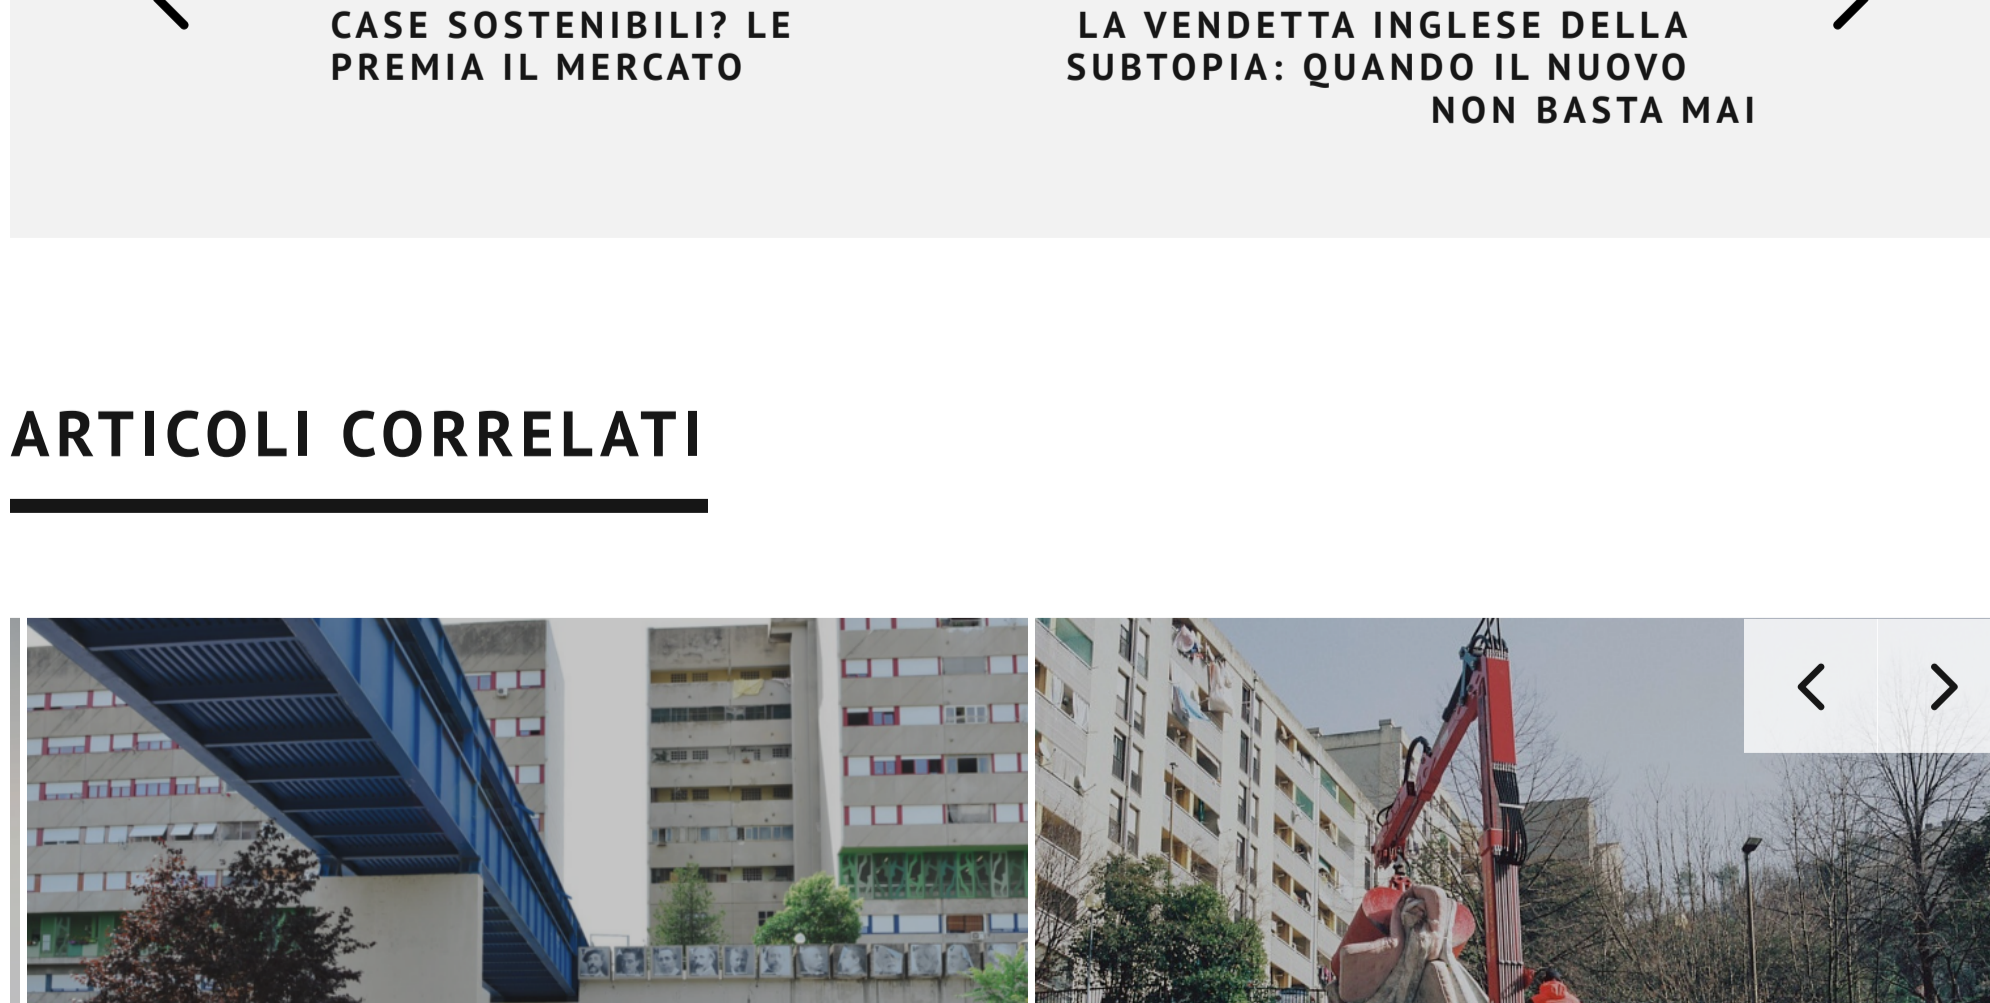 CASE SOSTENIBILI? LE
PREMIA IL MERCATO
LA VENDETTA INGLESE DELLA
SUBTOPIA: QUANDO IL NUOVO
NON BASTA MAI
ARTICOLI CORRELATI